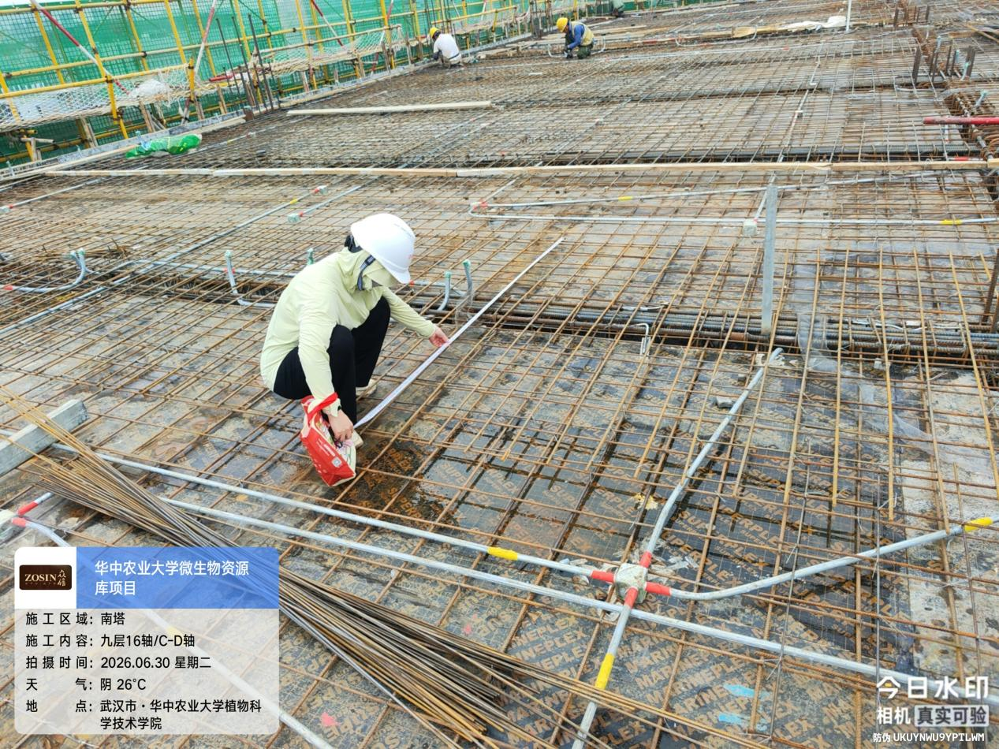 ZOSIN 众信
华中农业大学微生物资源
库项目
施工区域：南塔
施工内容：九层16轴/C-D轴
拍摄时间：2026.06.30 星期二
天气：阴 26℃
地点：武汉市·华中农业大学植物科
学技术学院
今日水印
相机 真实可验
防伪 UKUYNWU9YPTLWM